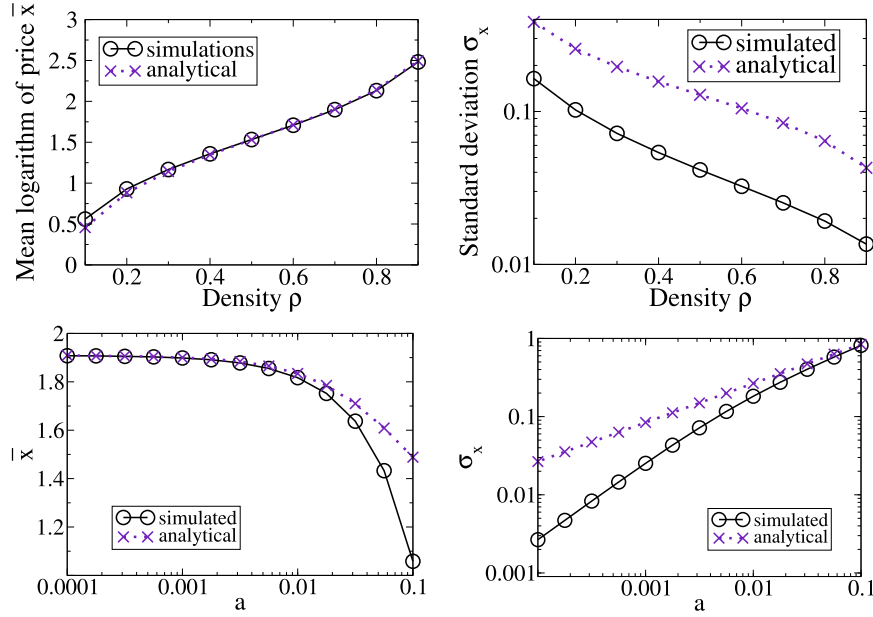 Mean logarithm of price x̄
3
2.5
2
1.5
1
0.5
0
simulations
analytical
0.2 0.4 0.6 0.8
Density ρ
Standard deviation σx
0.1
0.01
simulated
analytical
0.2 0.4 0.6 0.8
Density ρ
x̄
2
1.8
1.6
1.4
1.2
simulated
analytical
0.0001 0.001 0.01 0.1
a
σx
1
0.1
0.01
0.001
simulated
analytical
0.001 0.01 0.1
a